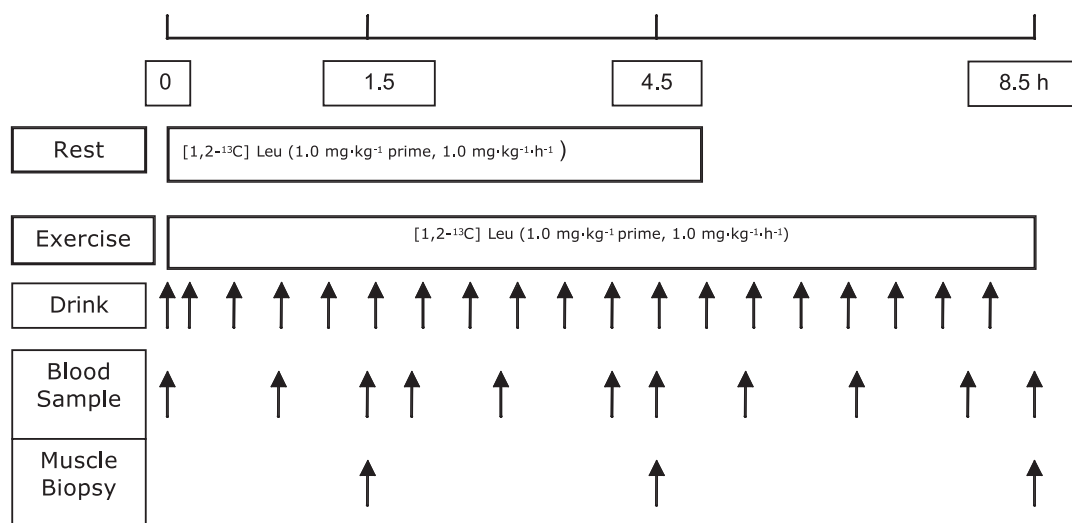 0
1.5
4.5
8.5 h
Rest
[1,2-¹³C] Leu (1.0 mg·kg⁻¹ prime, 1.0 mg·kg⁻¹·h⁻¹ )
Exercise
[1,2-¹³C] Leu (1.0 mg·kg⁻¹ prime, 1.0 mg·kg⁻¹·h⁻¹)
Drink
Blood
Sample
Muscle
Biopsy